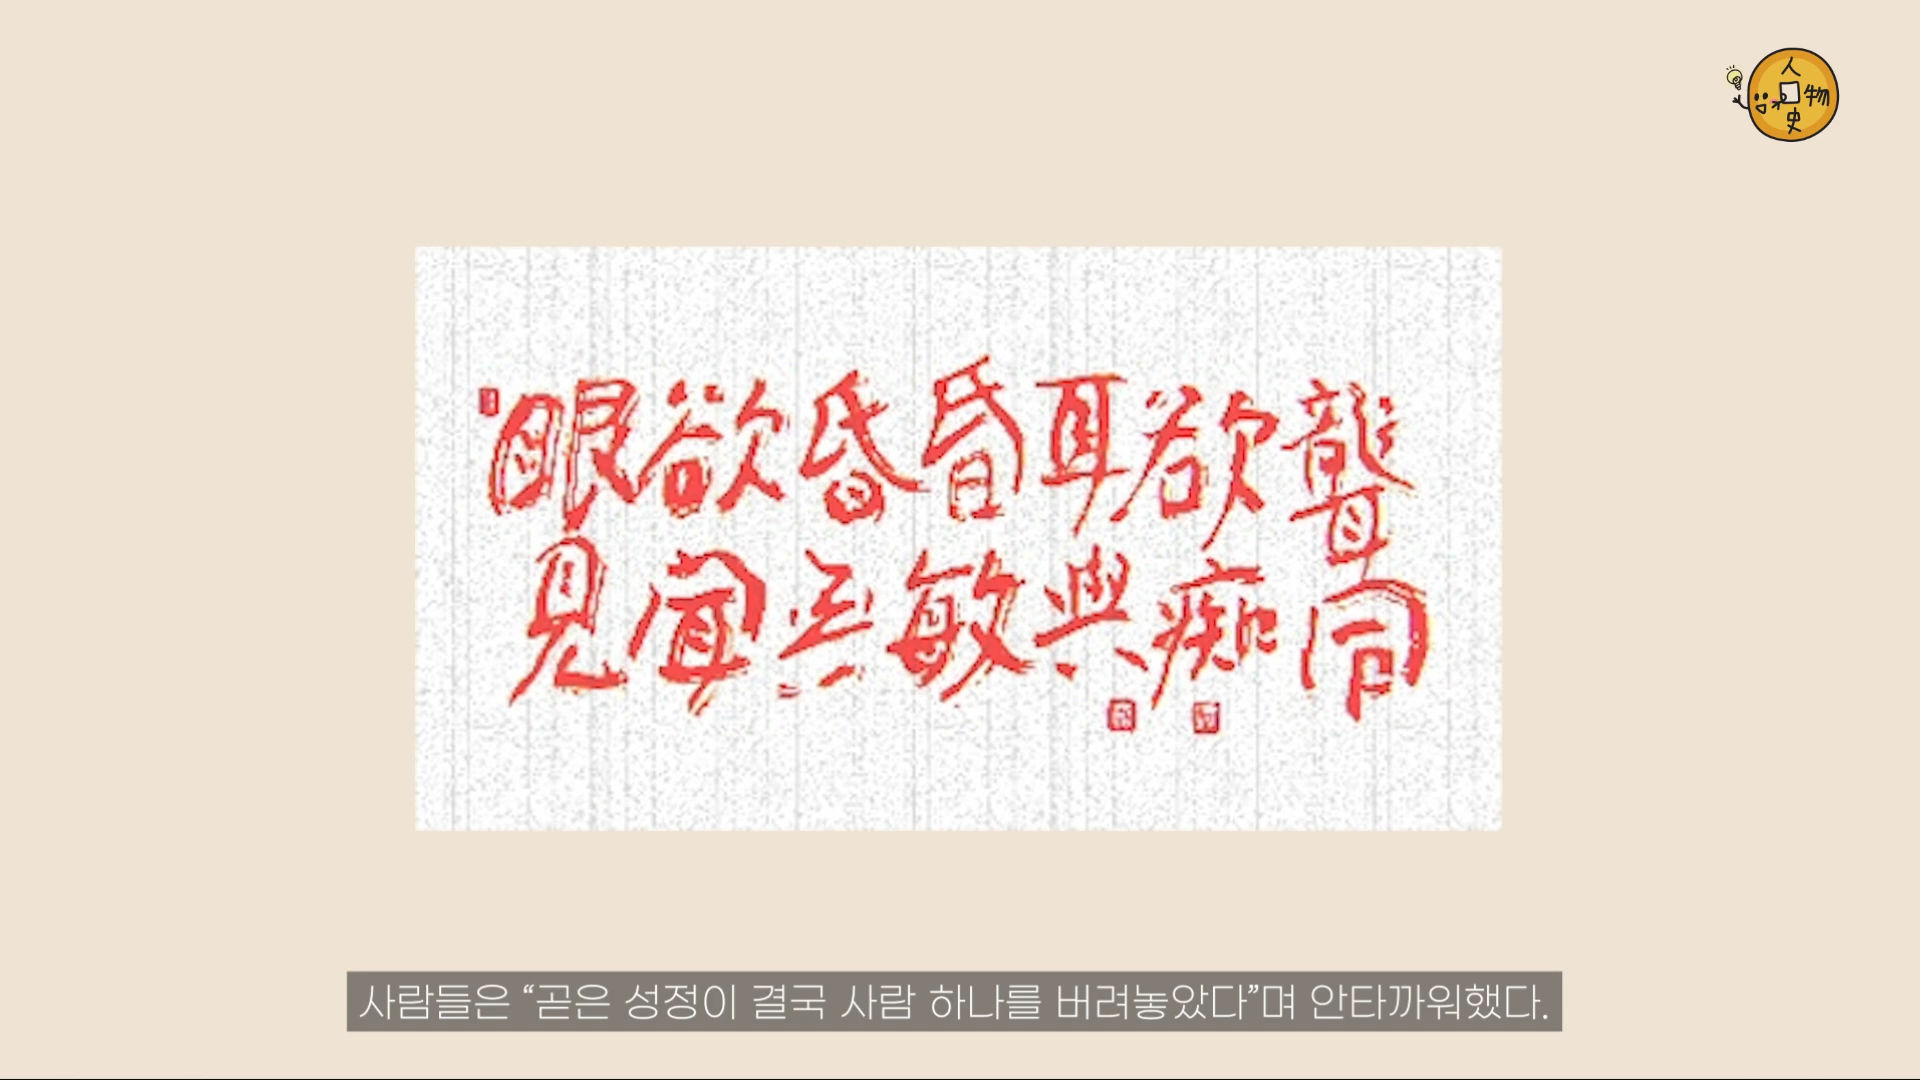 人口物史
眼欲昏昏耳欲聾
見聞無敏與癡同
사람들은 “곧은 성정이 결국 사람 하나를 버려놓았다”며 안타까워했다.